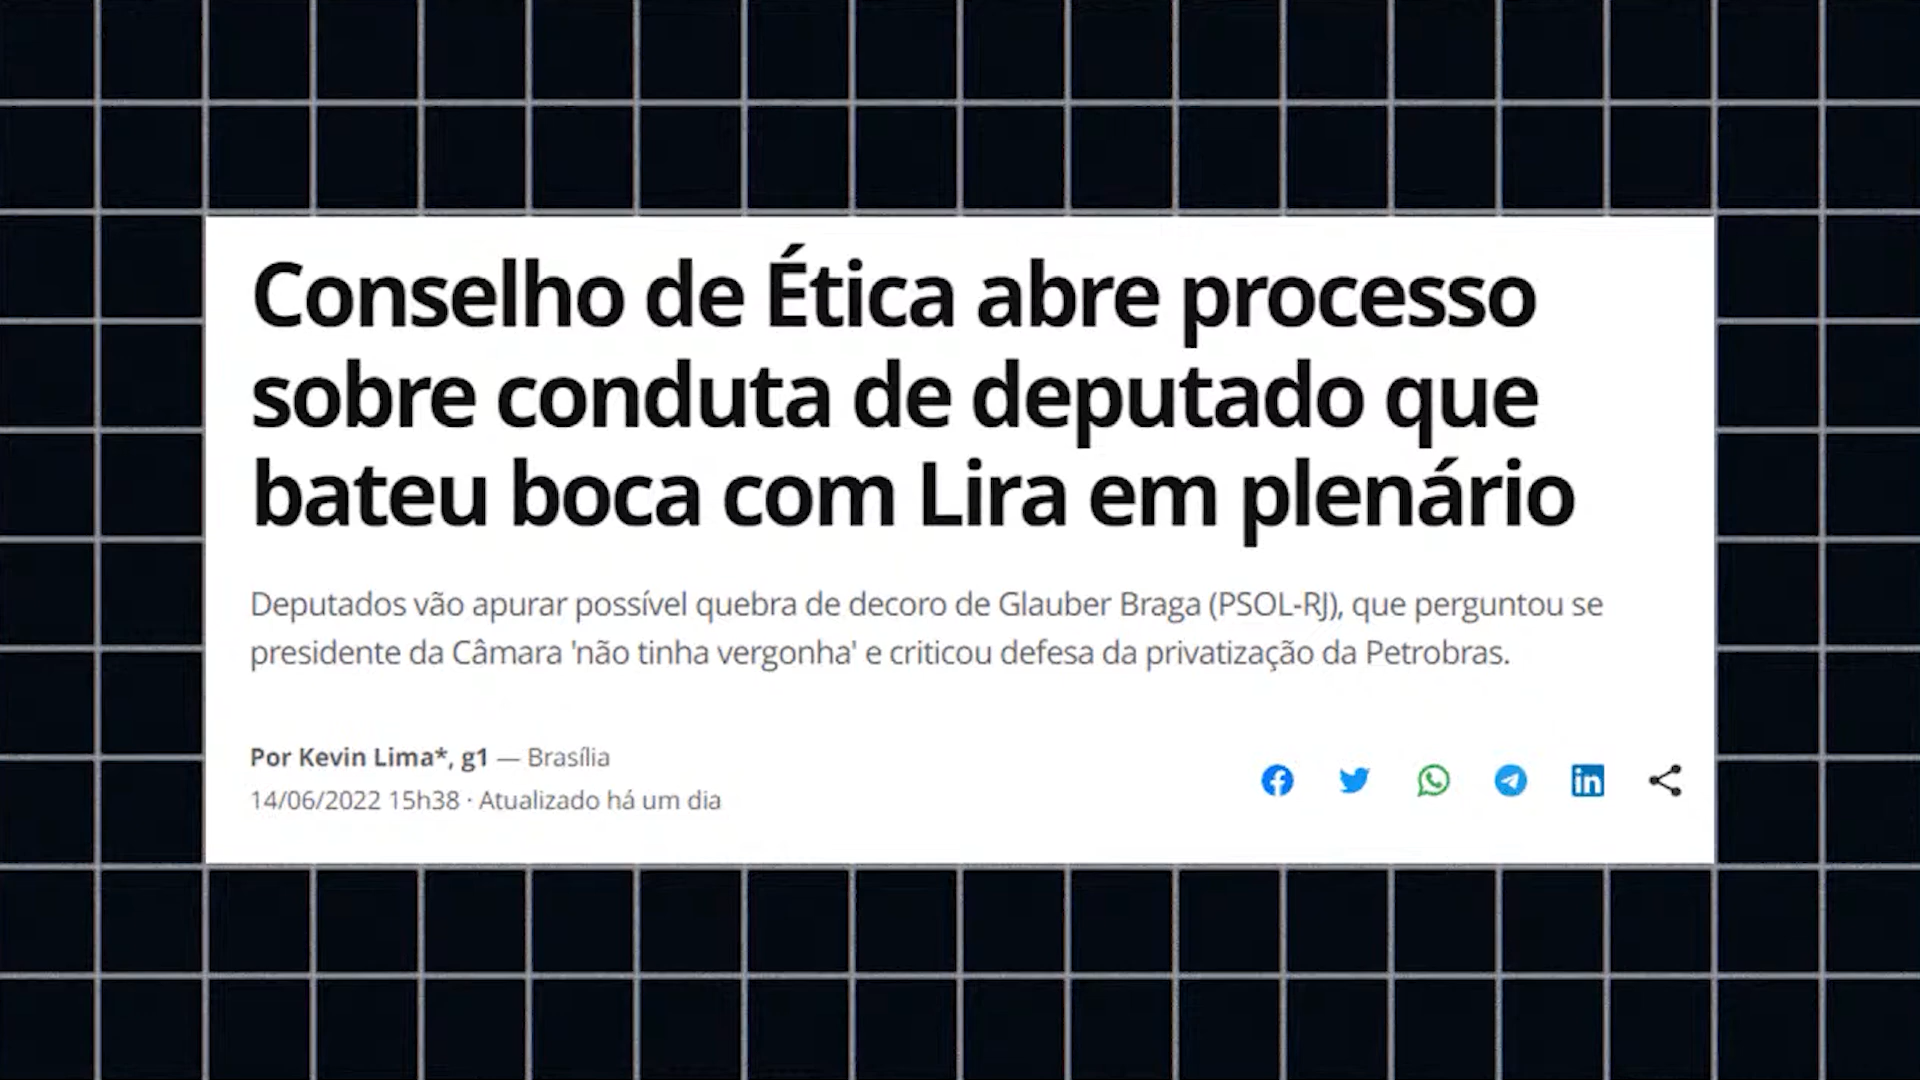 Conselho de Ética abre processo
sobre conduta de deputado que
bateu boca com Lira em plenário
Deputados vão apurar possível quebra de decoro de Glauber Braga (PSOL-RJ), que perguntou se
presidente da Câmara 'não tinha vergonha' e criticou defesa da privatização da Petrobras.
Por Kevin Lima*, g1 — Brasília
14/06/2022 15h38 · Atualizado há um dia